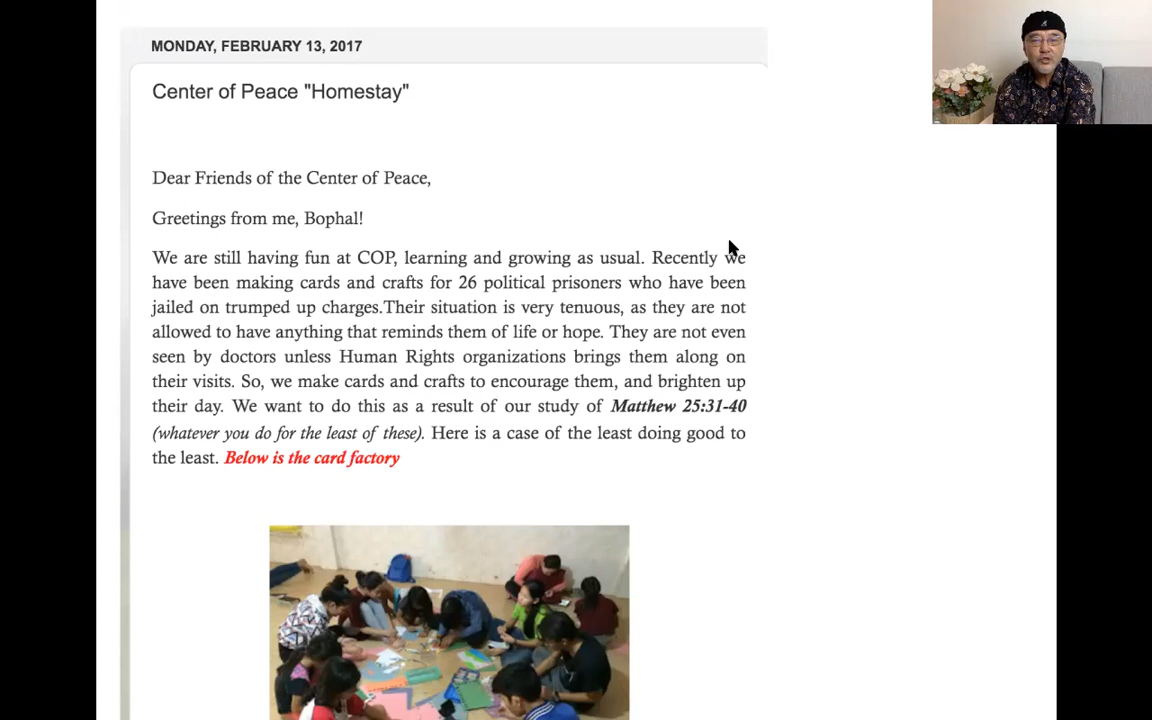 MONDAY, FEBRUARY 13, 2017
Center of Peace "Homestay"
Dear Friends of the Center of Peace,
Greetings from me, Bophal!
We are still having fun at COP, learning and growing as usual. Recently we
have been making cards and crafts for 26 political prisoners who have been
jailed on trumped up charges.Their situation is very tenuous, as they are not
allowed to have anything that reminds them of life or hope. They are not even
seen by doctors unless Human Rights organizations brings them along on
their visits. So, we make cards and crafts to encourage them, and brighten up
their day. We want to do this as a result of our study of Matthew 25:31-40
(whatever you do for the least of these). Here is a case of the least doing good to
the least. Below is the card factory